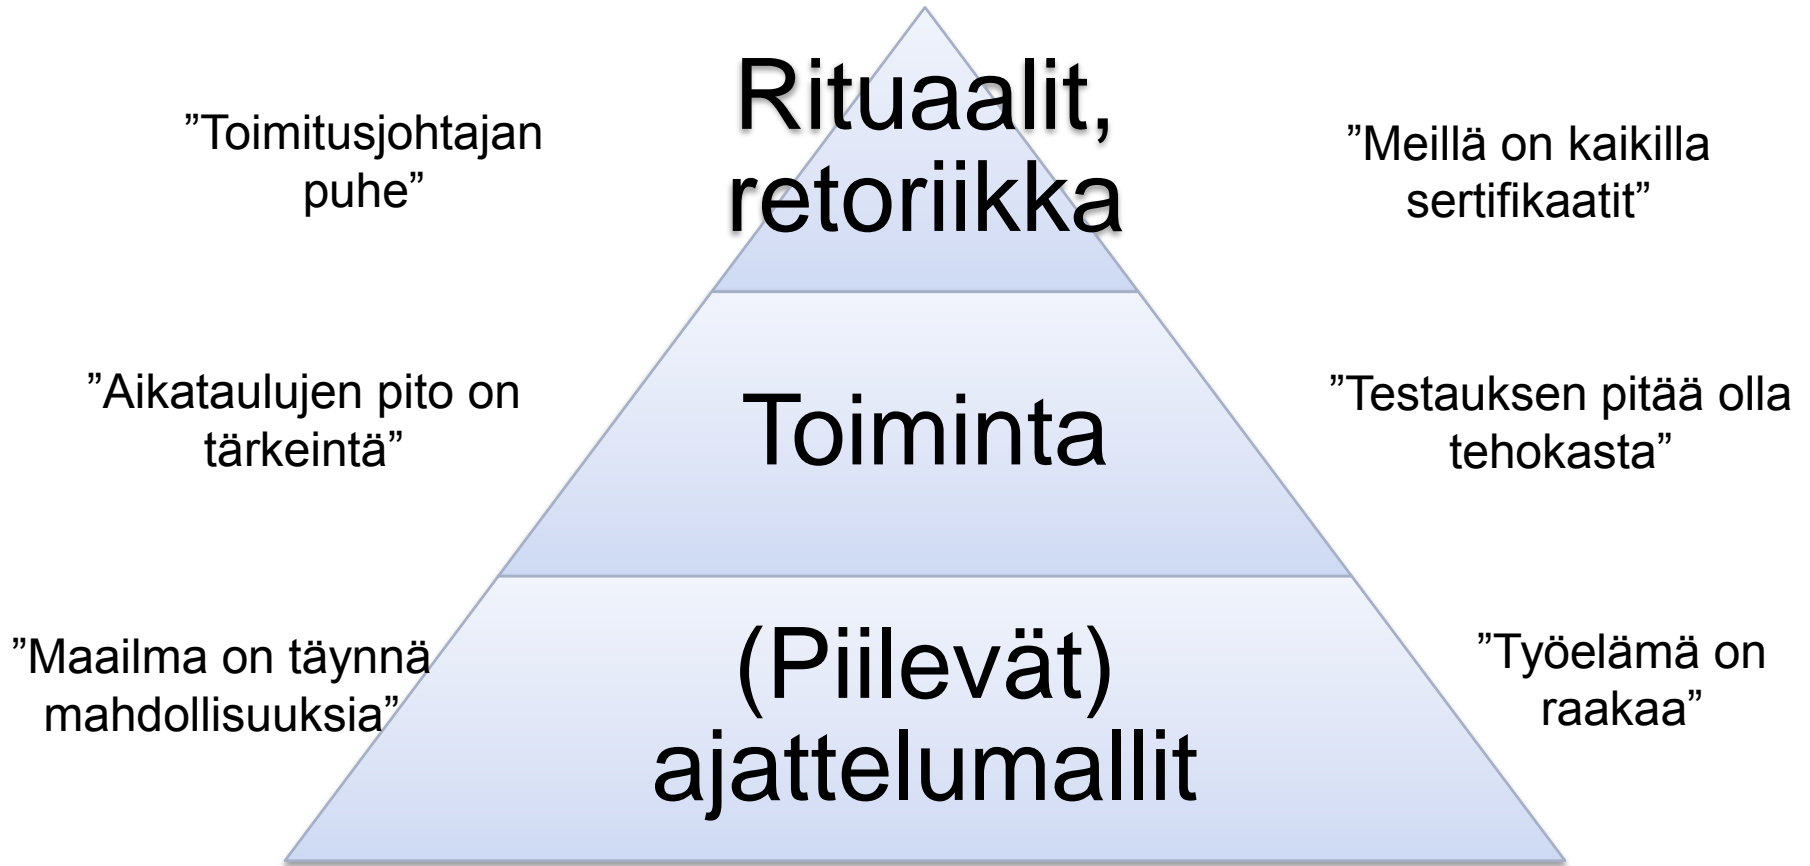 ”Toimitusjohtajan
puhe”
Rituaalit,
retoriikka
”Meillä on kaikilla
sertifikaatit”
”Aikataulujen pito on
tärkeintä”
Toiminta
”Testauksen pitää olla
tehokasta”
”Maailma on täynnä
mahdollisuuksia”
(Piilevät)
ajattelumallit
”Työelämä on
raakaa”